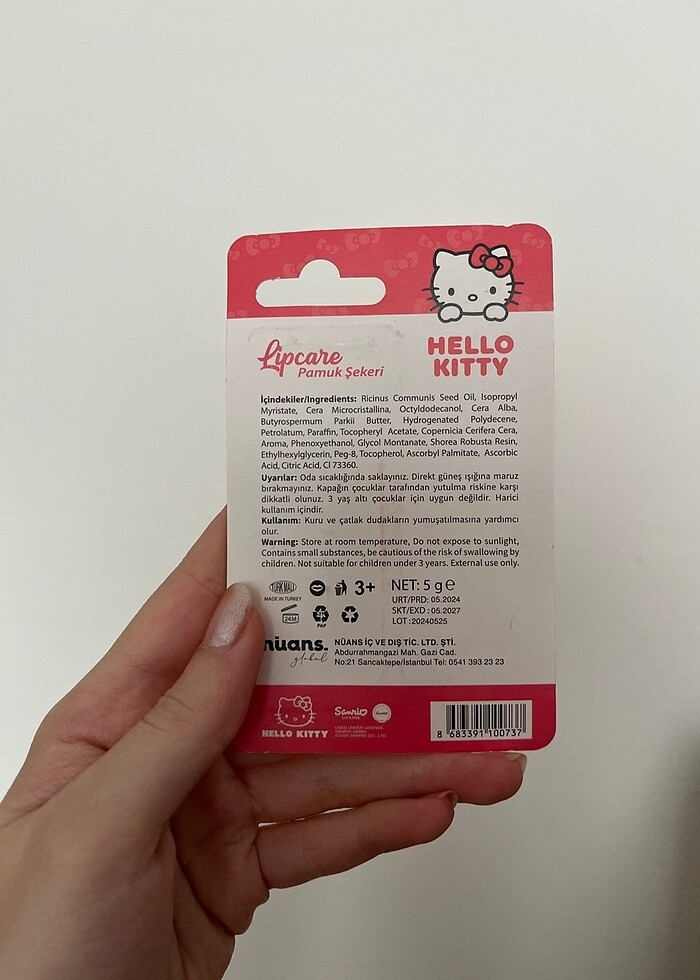 Lipcare
Pamuk Şekeri
HELLO
KITTY
İçindekiler/Ingredients: Ricinus Communis Seed Oil, Isopropyl
Myristate, Cera Microcristallina, Octyldodecanol, Cera Alba,
Butyrospermum Parkii Butter, Hydrogenated Polydecene,
Petrolatum, Paraffin, Tocopheryl Acetate, Copernicia Cerifera Cera,
Aroma, Phenoxyethanol, Glycol Montanate, Shorea Robusta Resin,
Ethylhexylglycerin, Peg-8, Tocopherol, Ascorbyl Palmitate, Ascorbic
Acid, Citric Acid, CI 73360.
Uyarılar: Oda sıcaklığında saklayınız. Direkt güneş ışığına maruz
bırakmayınız. Kapağın çocuklar tarafından yutulma riskine karşı
dikkatli olunuz. 3 yaş altı çocuklar için uygun değildir. Harici
kullanım içindir.
Kullanım: Kuru ve çatlak dudakların yumuşatılmasına yardımcı
olur.
Warning: Store at room temperature, Do not expose to sunlight,
Contains small substances, be cautious of the risk of swallowing by
children. Not suitable for children under 3 years. External use only.
TÜRK MALI
MADE IN TURKEY
3+
24M
PAP
NET: 5 g e
URT/PRD: 05.2024
SKT/EXD : 05.2027
LOT : 20240525
nüans.
global
NÜANS İÇ VE DIŞ TİC. LTD. ŞTİ.
Abdurrahmangazi Mah. Gazi Cad.
No:21 Sancaktepe/İstanbul Tel: 0541 393 23 23
HELLO KITTY
Sanrio
LICENSE
USED UNDER LICENSE
8 683391 100737